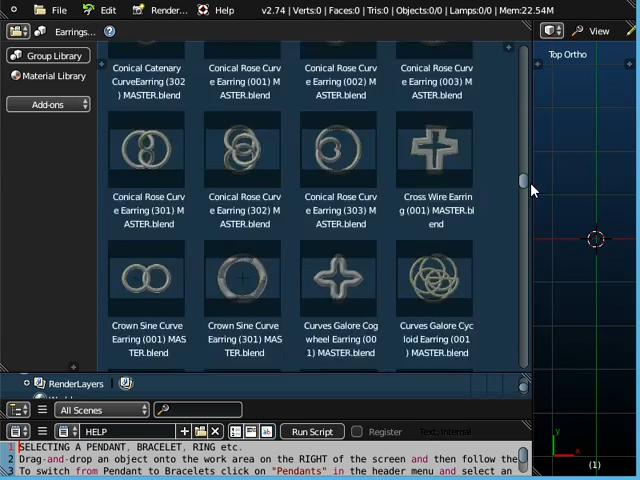 File Edit Render... Help v2.74 | Verts:0 | Faces:0 | Tris:0 | Objects:0/0 | Lamps:0/0 | Mem:22.54M
Earrings... View
Group Library
Material Library
Add-ons
Top Ortho
Conical Catenary
CurveEarring (302
) MASTER.blend
Conical Rose Curv
e Earring (001) M
ASTER.blend
Conical Rose Curv
e Earring (002) M
ASTER.blend
Conical Rose Curv
e Earring (003) M
ASTER.blend
Conical Rose Curv
e Earring (301) M
ASTER.blend
Conical Rose Curv
e Earring (302) M
ASTER.blend
Conical Rose Curv
e Earring (303) M
ASTER.blend
Cross Wire Earrin
g (001) MASTER.bl
end
Crown Sine Curve
Earring (001) MAS
TER.blend
Crown Sine Curve
Earring (301) MAS
TER.blend
Curves Galore Cog
wheel Earring (00
1) MASTER.blend
Curves Galore Cyc
loid Earring (001
) MASTER.blend
y
x
(1)
RenderLayers
All Scenes
HELP Run Script Register Text: Internal
1 SELECTING A PENDANT, BRACELET, RING etc.
2 Drag-and-drop an object onto the work area on the RIGHT of the screen and then follow the
3 To switch from Pendant to Bracelets click on "Pendants" in the header menu and select an